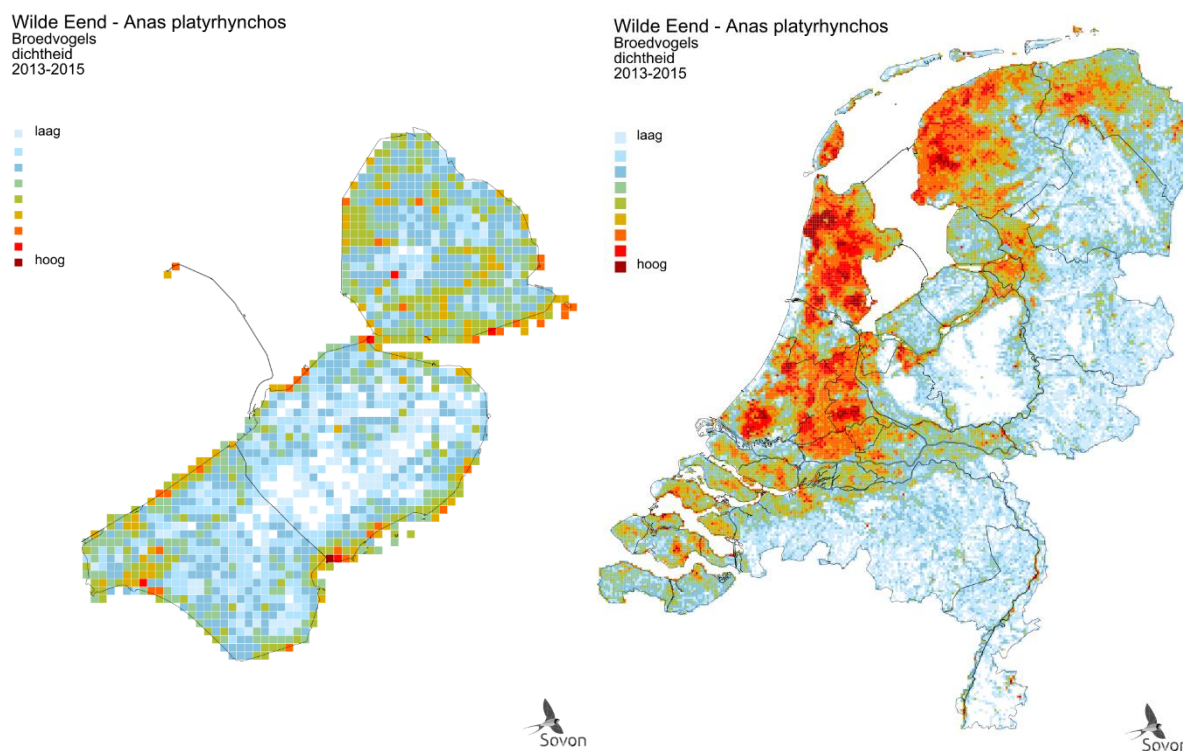 Wilde Eend - Anas platyrhynchos
Broedvogels
dichtheid
2013-2015
laag
hoog
Sovon
Wilde Eend - Anas platyrhynchos
Broedvogels
dichtheid
2013-2015
laag
hoog
Sovon